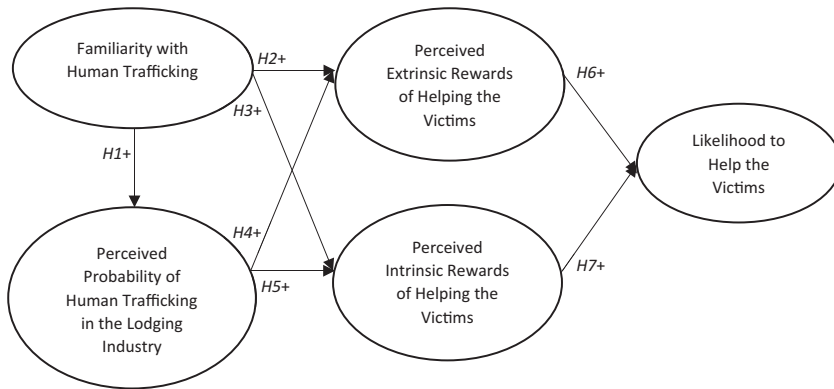 Familiarity with
Human Trafficking
H1+
H2+
H3+
Perceived
Extrinsic Rewards
of Helping the
Victims
H6+
Perceived
Probability of
Human Trafficking
in the Lodging
Industry
H4+
H5+
Perceived
Intrinsic Rewards
of Helping the
Victims
H7+
Likelihood to
Help the
Victims